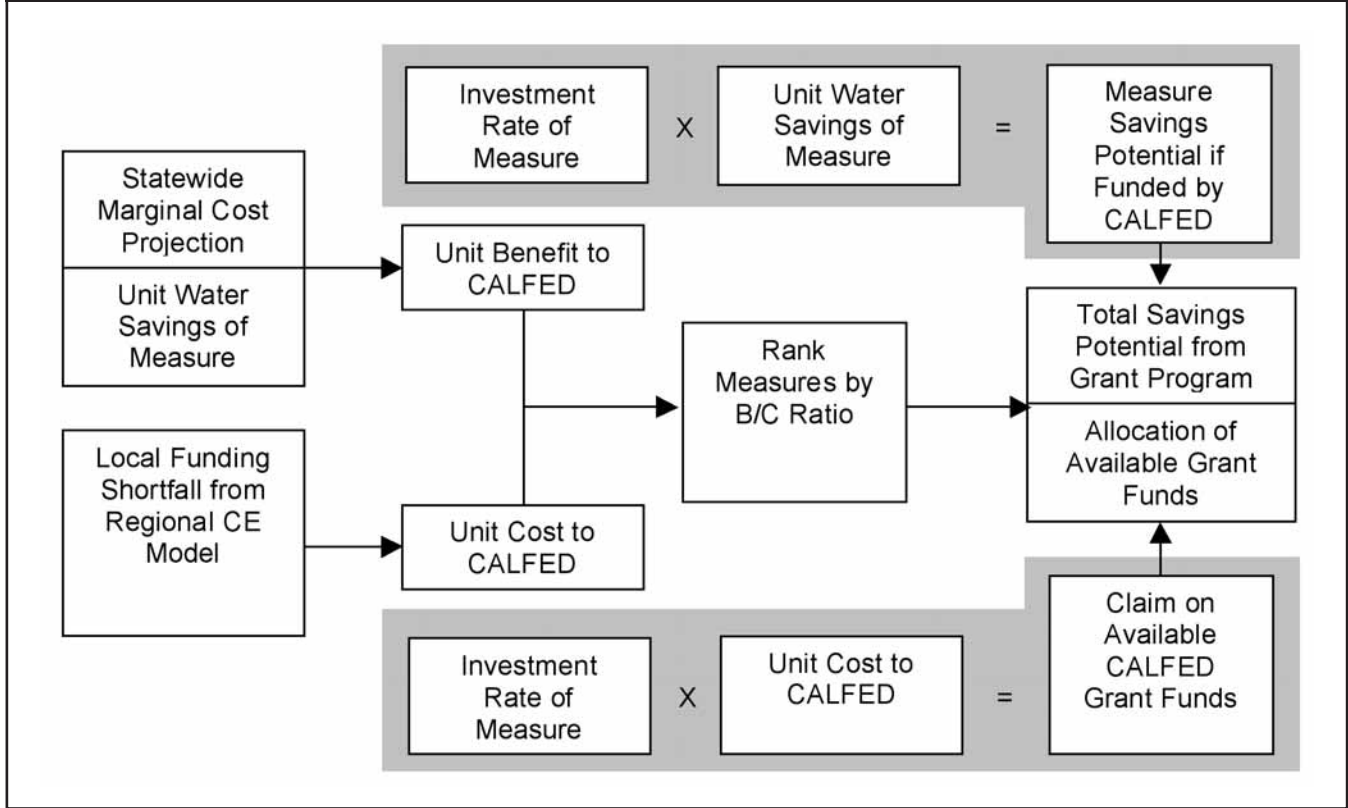 Investment
Rate of
Measure
X
Unit Water
Savings of
Measure
=
Measure
Savings
Potential if
Funded by
CALFED
Statewide
Marginal Cost
Projection
Unit Water
Savings of
Measure
Unit Benefit to
CALFED
Local Funding
Shortfall from
Regional CE
Model
Unit Cost to
CALFED
Rank
Measures by
B/C Ratio
Total Savings
Potential from
Grant Program
Allocation of
Available Grant
Funds
Investment
Rate of
Measure
X
Unit Cost to
CALFED
=
Claim on
Available
CALFED
Grant Funds